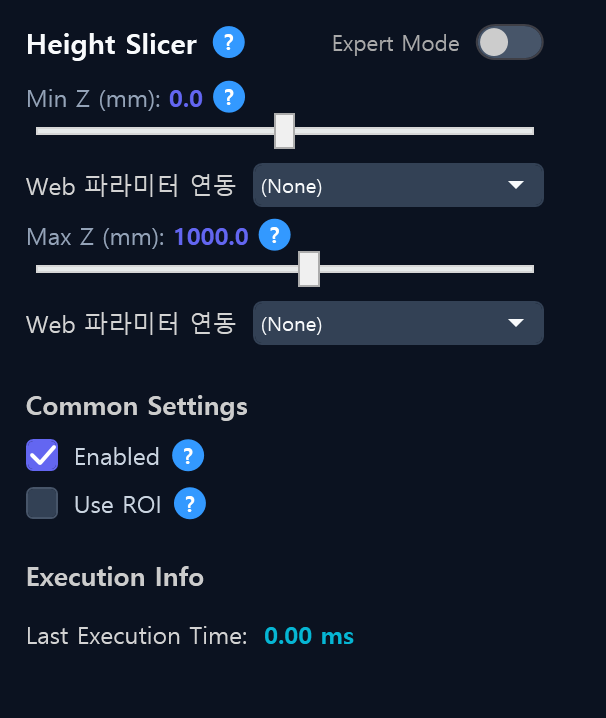 Height Slicer ? Expert Mode
Min Z (mm): 0.0 ?
Web 파라미터 연동 (None)
Max Z (mm): 1000.0 ?
Web 파라미터 연동 (None)
Common Settings
Enabled ?
Use ROI ?
Execution Info
Last Execution Time: 0.00 ms